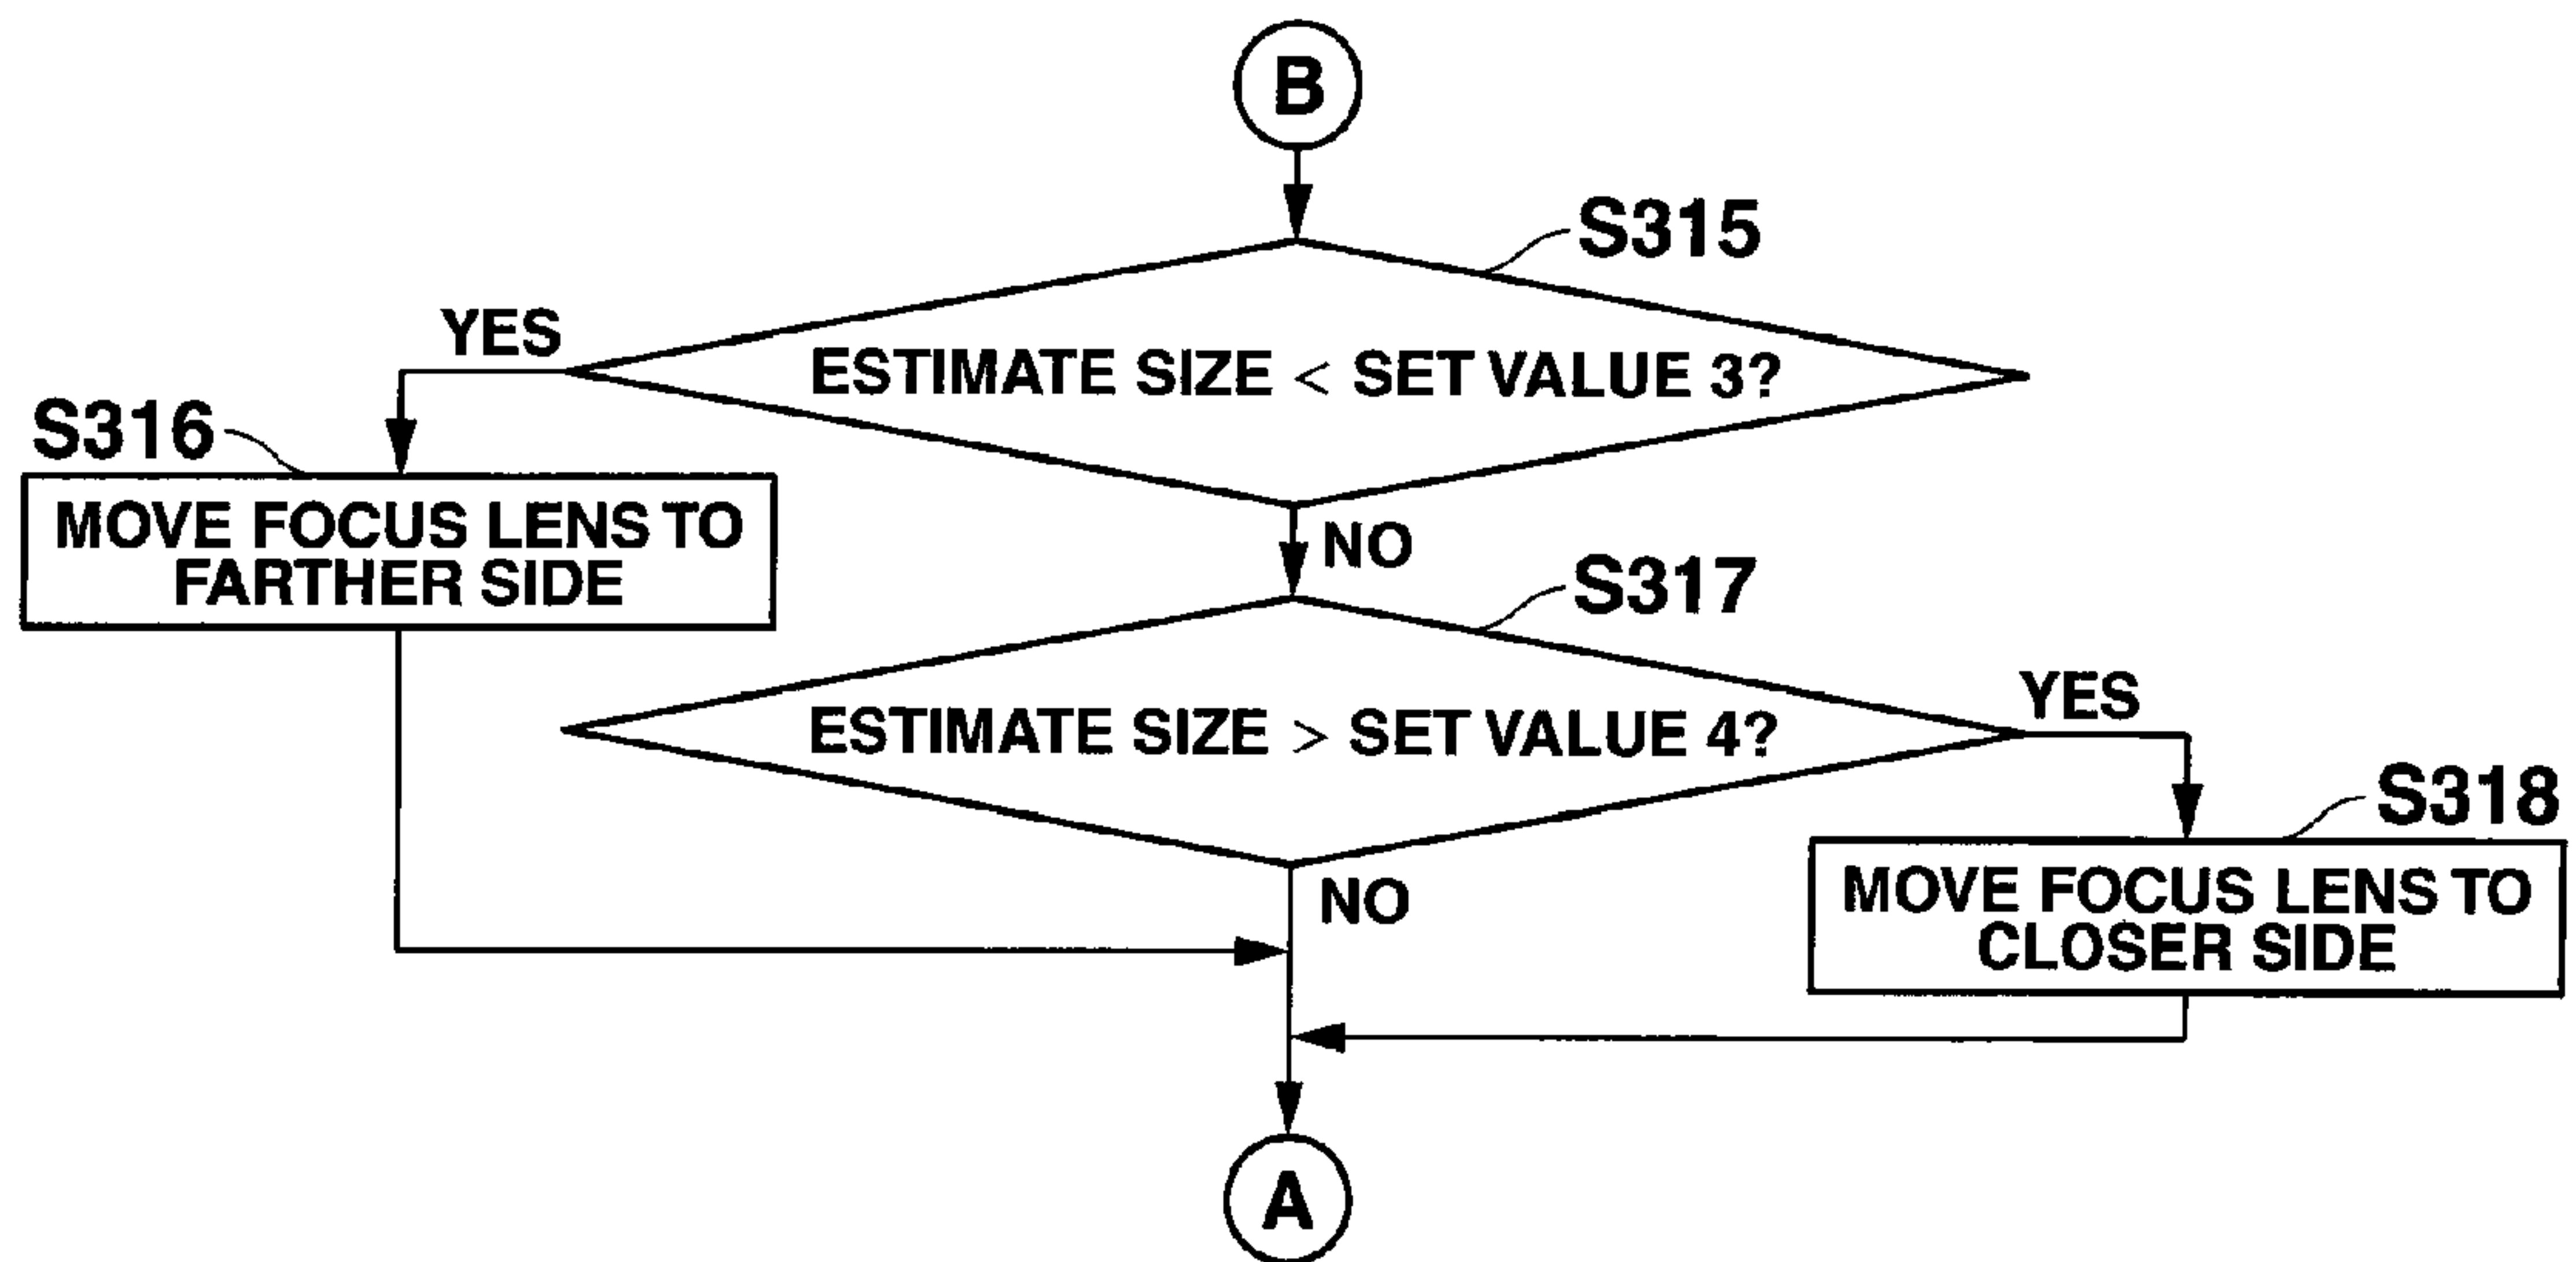 B
S315
YES
ESTIMATE SIZE < SET VALUE 3?
S316
MOVE FOCUS LENS TO
FARTHER SIDE
NO
S317
YES
ESTIMATE SIZE > SET VALUE 4?
S318
MOVE FOCUS LENS TO
CLOSER SIDE
NO
A